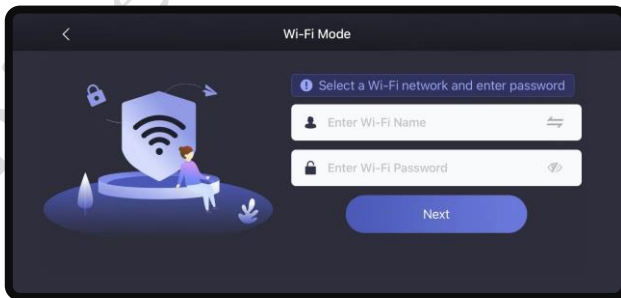 Wi-Fi Mode
Select a Wi-Fi network and enter password
Enter Wi-Fi Name
Enter Wi-Fi Password
Next